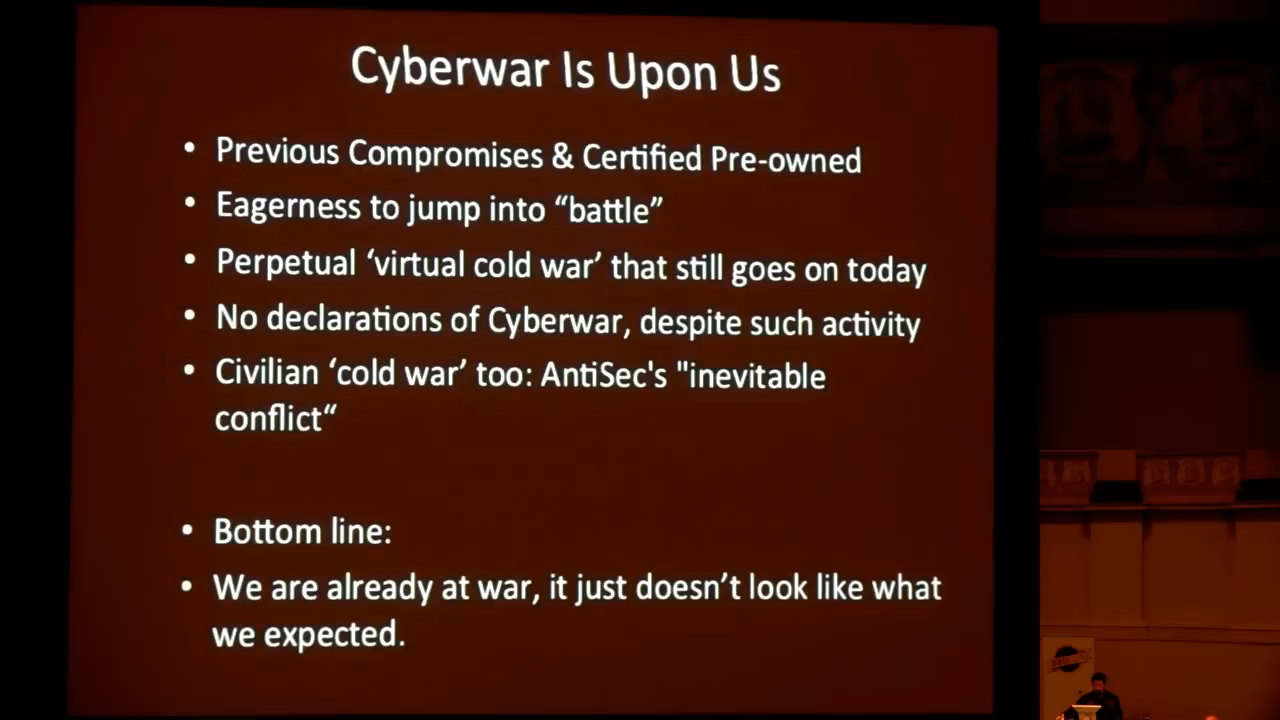 Cyberwar Is Upon Us
• Previous Compromises & Certified Pre-owned
• Eagerness to jump into “battle”
• Perpetual ‘virtual cold war’ that still goes on today
• No declarations of Cyberwar, despite such activity
• Civilian ‘cold war’ too: AntiSec's "inevitable
conflict“
• Bottom line:
• We are already at war, it just doesn’t look like what
we expected.